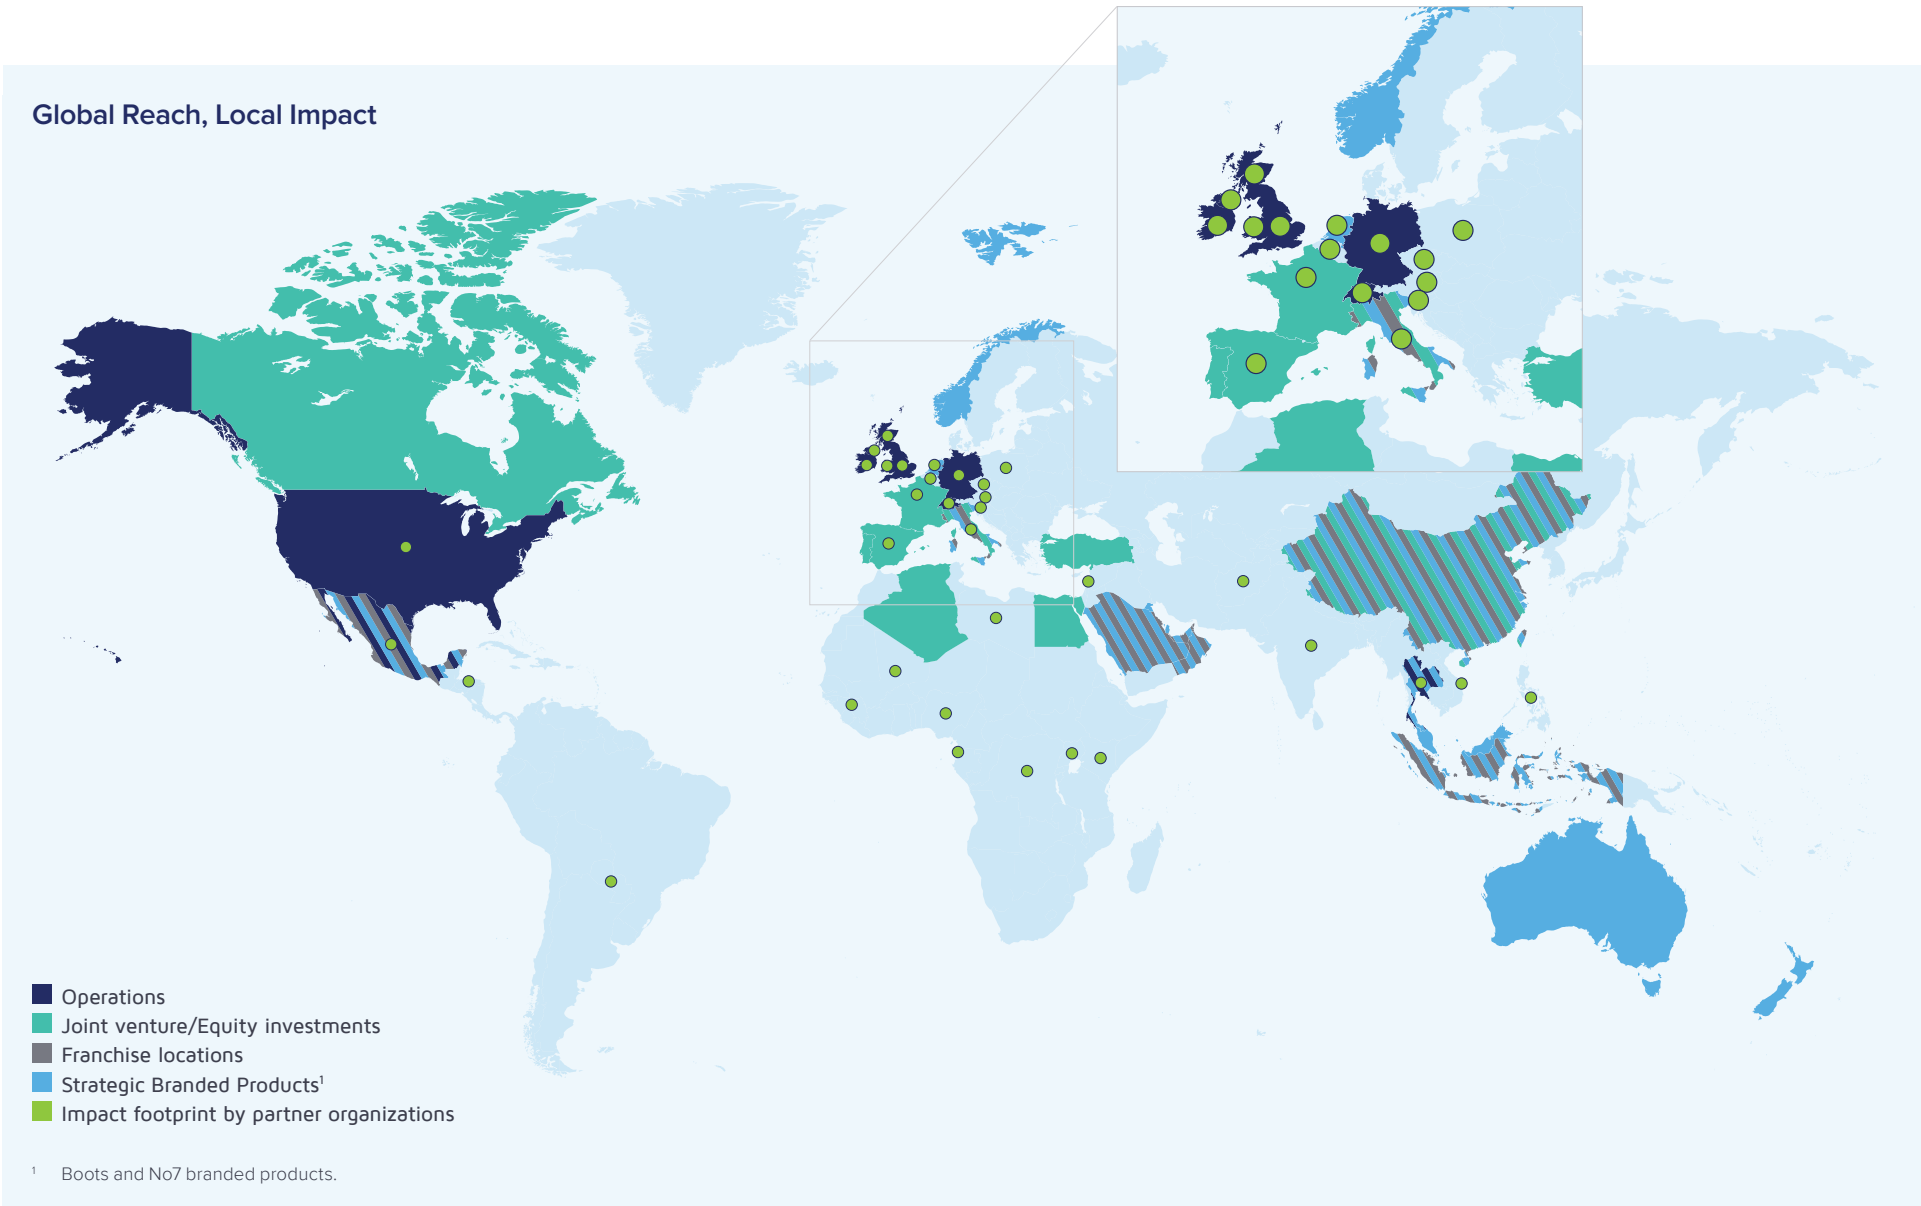 Global Reach, Local Impact
Operations
Joint venture/Equity investments
Franchise locations
Strategic Branded Products¹
Impact footprint by partner organizations
¹ Boots and No7 branded products.